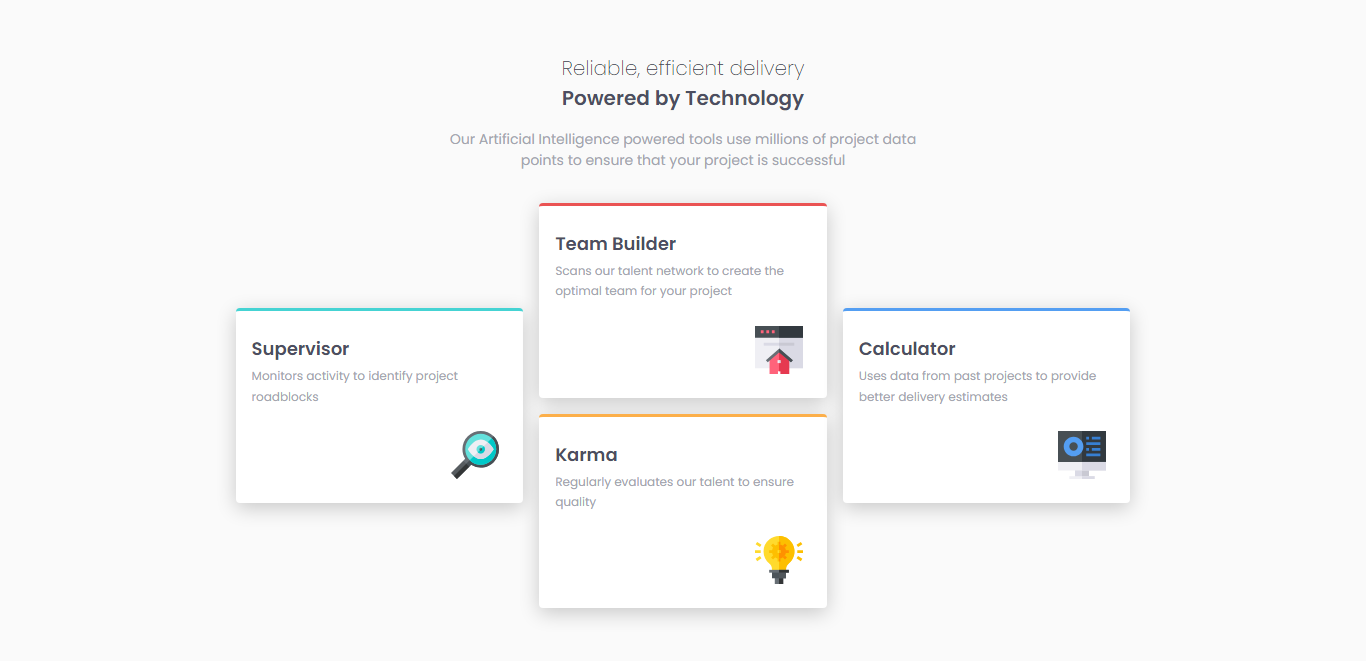 Reliable, efficient delivery
Powered by Technology
Our Artificial Intelligence powered tools use millions of project data
points to ensure that your project is successful
Team Builder
Scans our talent network to create the
optimal team for your project
Supervisor
Monitors activity to identify project
roadblocks
Calculator
Uses data from past projects to provide
better delivery estimates
Karma
Regularly evaluates our talent to ensure
quality